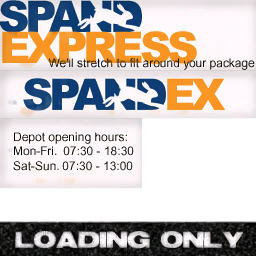 SPAND
EXPRESS
We'll stretch to fit around your package
SPANDEX
Depot opening hours:
Mon-Fri. 07:30 - 18:30
Sat-Sun. 07:30 - 13:00
LOADING ONLY